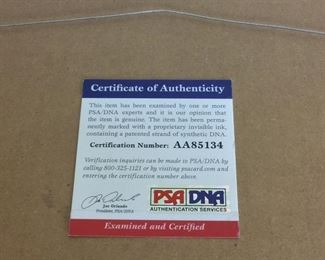 Certificate of Authenticity
This item has been examined by one or more
PSA/DNA experts and it is our opinion that
the item is genuine. The item has been perma-
nently marked with a proprietary invisible ink,
containing a patented strand of synthetic DNA.
Certification Number: AA85134
Verification inquiries can be made to PSA/DNA by
calling 800-325-1121 or by visiting psacard.com and
entering the certification number above.
Joe Orlando
President, PSA/DNA
PSA DNA
AUTHENTICATION SERVICES
Examined and Certified